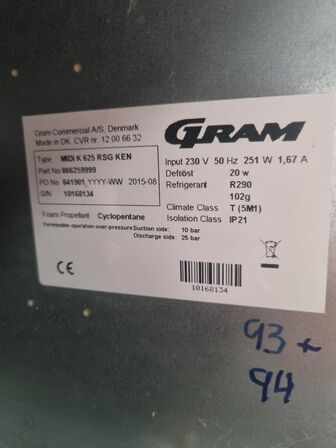 Gram Commercial A/S, Denmark
Made in DK. CVR nr. 12 00 66 32
GRAM
Type MIDI K 625 RSG KEN
Part No 866259999
PO No 641901, YYYY-WW 2015-08
S/N 10168134
Input 230 V 50 Hz 251 W 1,67 A
Defrost 20 w
Refrigerant R290
102g
Climate Class T (5M1)
Isolation Class IP21
Foam Propellant Cyclopentane
Permissible operation over-pressure Suction side: 10 bar
Discharge side: 25 bar
CE
10168134
93 +
94